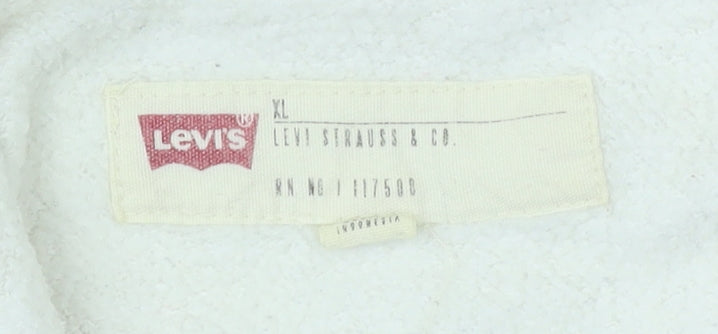 LEVI'S®
XL
LEVI STRAUSS & CO.
RN NO / 117508
INDONESIA